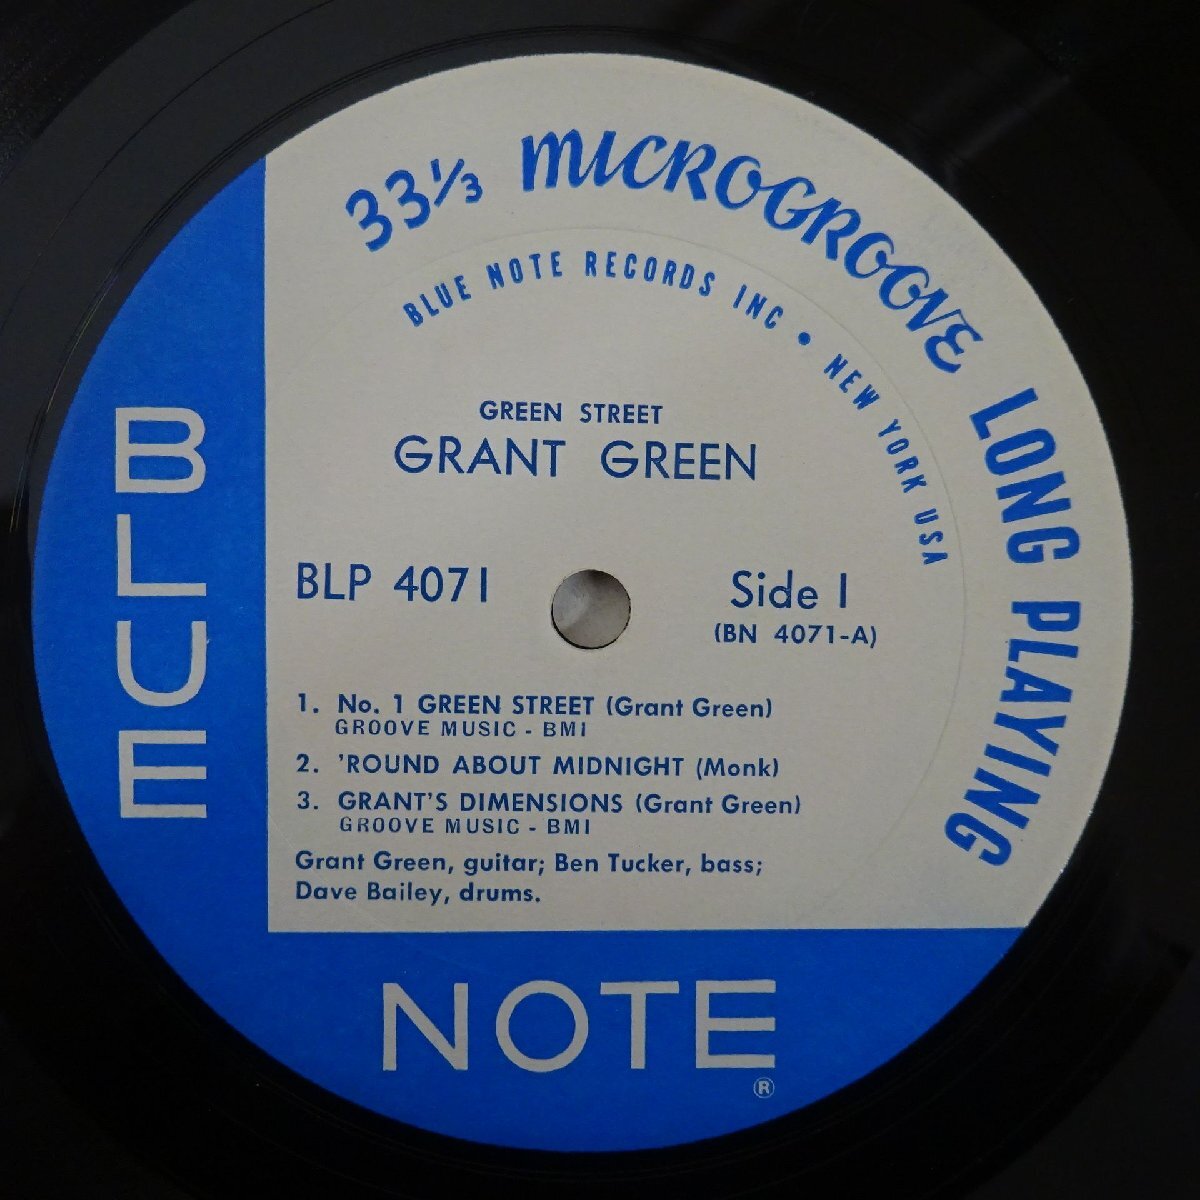 33⅓ MICROGROOVE LONG PLAYING
BLUE NOTE RECORDS INC • NEW YORK USA
GREEN STREET
GRANT GREEN
BLP 4071
Side 1
(BN 4071-A)
1. No. 1 GREEN STREET (Grant Green)
GROOVE MUSIC - BMI
2. 'ROUND ABOUT MIDNIGHT (Monk)
3. GRANT'S DIMENSIONS (Grant Green)
GROOVE MUSIC - BMI
Grant Green, guitar; Ben Tucker, bass;
Dave Bailey, drums.
BLUE
NOTE
®